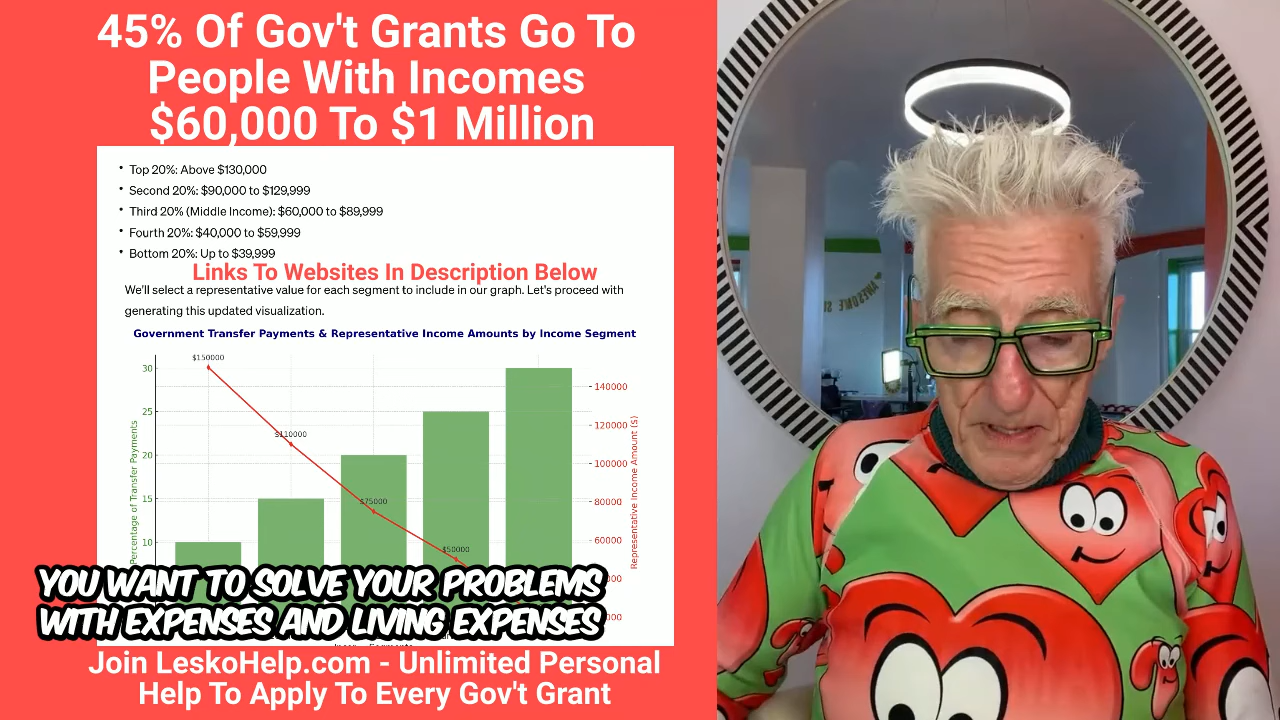 45% Of Gov't Grants Go To
People With Incomes
$60,000 To $1 Million
• Top 20%: Above $130,000
• Second 20%: $90,000 to $129,999
• Third 20% (Middle Income): $60,000 to $89,999
• Fourth 20%: $40,000 to $59,999
• Bottom 20%: Up to $39,999
Links To Websites In Description Below
We'll select a representative value for each segment to include in our graph. Let's proceed with
generating this updated visualization.
Government Transfer Payments & Representative Income Amounts by Income Segment
Percentage of Transfer Payments
30
25
20
15
10
$150000
$110000
$75000
$50000
140000
120000
100000
80000
60000
Representative Income Amount ($)
YOU WANT TO SOLVE YOUR PROBLEMS
WITH EXPENSES AND LIVING EXPENSES
Join LeskoHelp.com - Unlimited Personal
Help To Apply To Every Gov't Grant
AWESOME